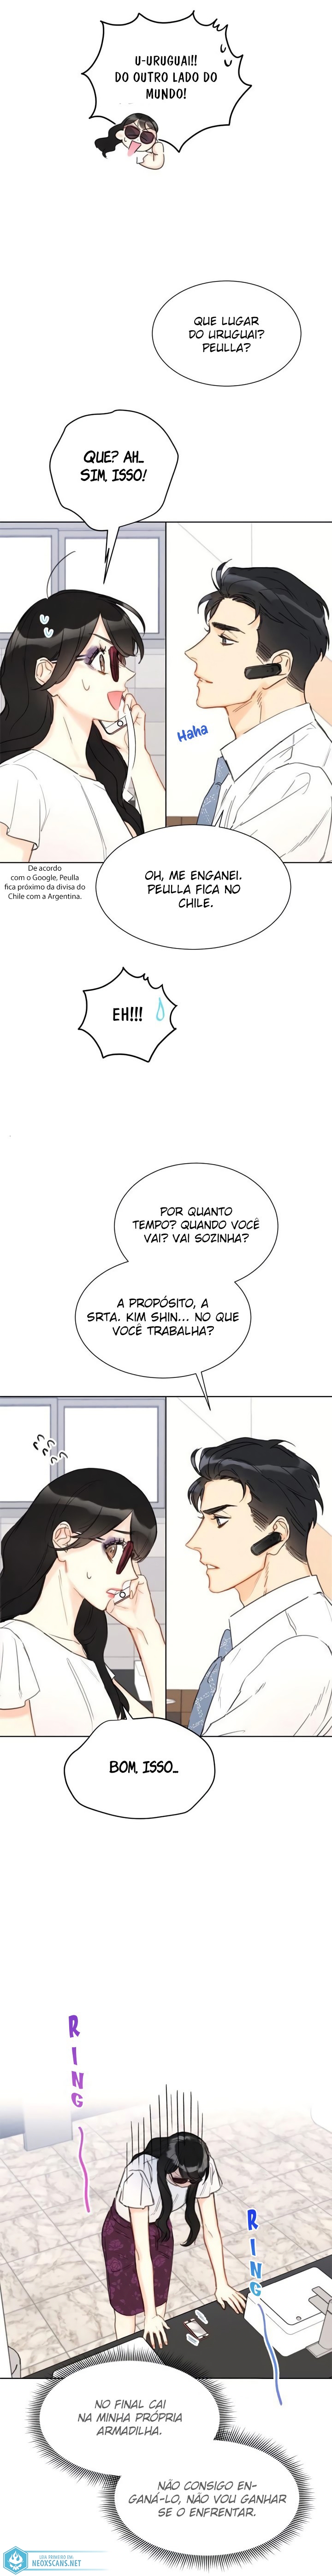 U-URUGUAI!!
DO OUTRO LADO DO
MUNDO!
QUE LUGAR
DO URUGUAI?
PEULLA?
QUE? AH...
SIM, ISSO!
Haha
De acordo
com o Google, Peulla
fica próximo da divisa do
Chile com a Argentina.
OH, ME ENGANEI.
PEULLA FICA NO
CHILE.
EH!!!
POR QUANTO
TEMPO? QUANDO VOCÊ
VAI? VAI SOZINHA?
A PROPÓSITO, A
SRTA. KIM SHIN... NO QUE
VOCÊ TRABALHA?
BOM, ISSO...
RING
RING
NO FINAL CAI
NA MINHA PRÓPRIA
ARMADILHA.
NÃO CONSIGO EN-
GANÁ-LO, NÃO VOU GANHAR
SE O ENFRENTAR.
LEIA PRIMEIRO EM
NEOXSCANS.NET